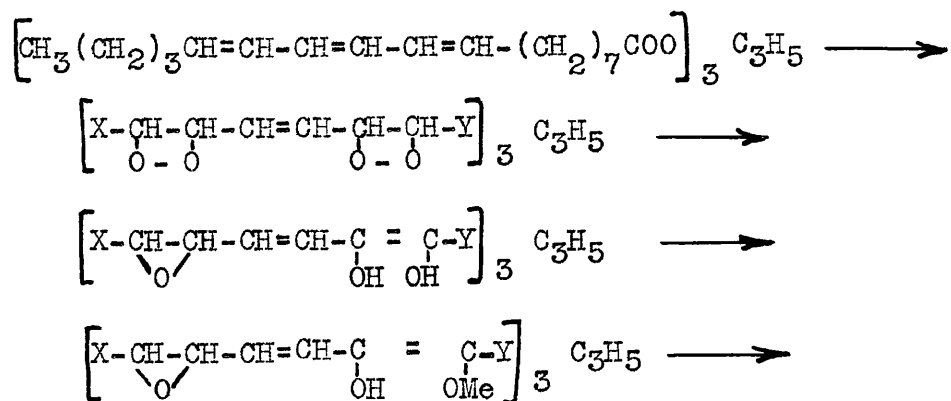 [CH3(CH2)3CH=CH-CH=CH-CH=CH-(CH2)7COO]3 C3H5 ⟶
[X-CH-CH-CH=CH-CH-CH-Y]3 C3H5 ⟶
O - O O - O
[X-CH-CH-CH=CH-C = C-Y]3 C3H5 ⟶
O OH OH
[X-CH-CH-CH=CH-C = C-Y]3 C3H5 ⟶
O OH OMe